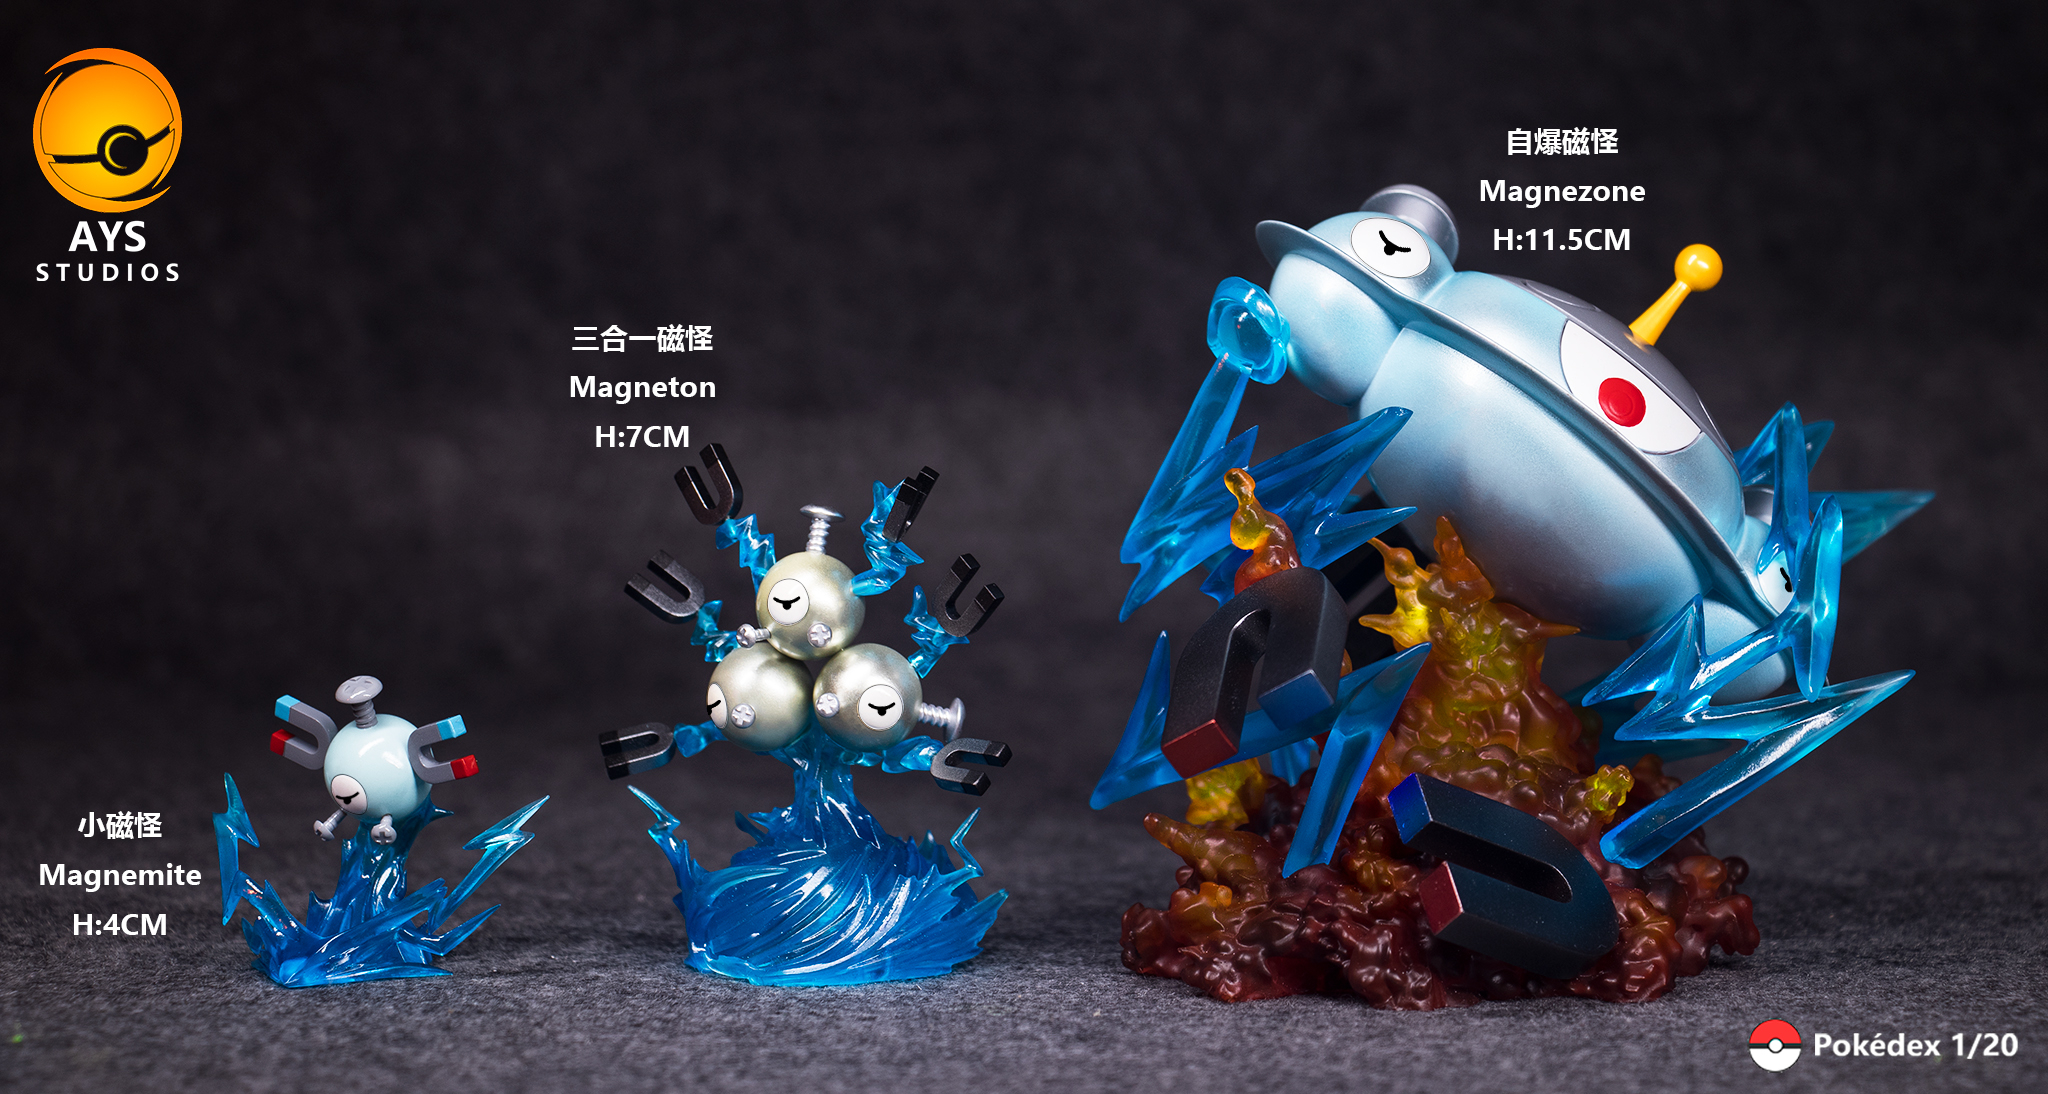 AYS
STUDIOS
自爆磁怪
Magnezone
H:11.5CM
三合一磁怪
Magneton
H:7CM
小磁怪
Magnemite
H:4CM
Pokédex 1/20